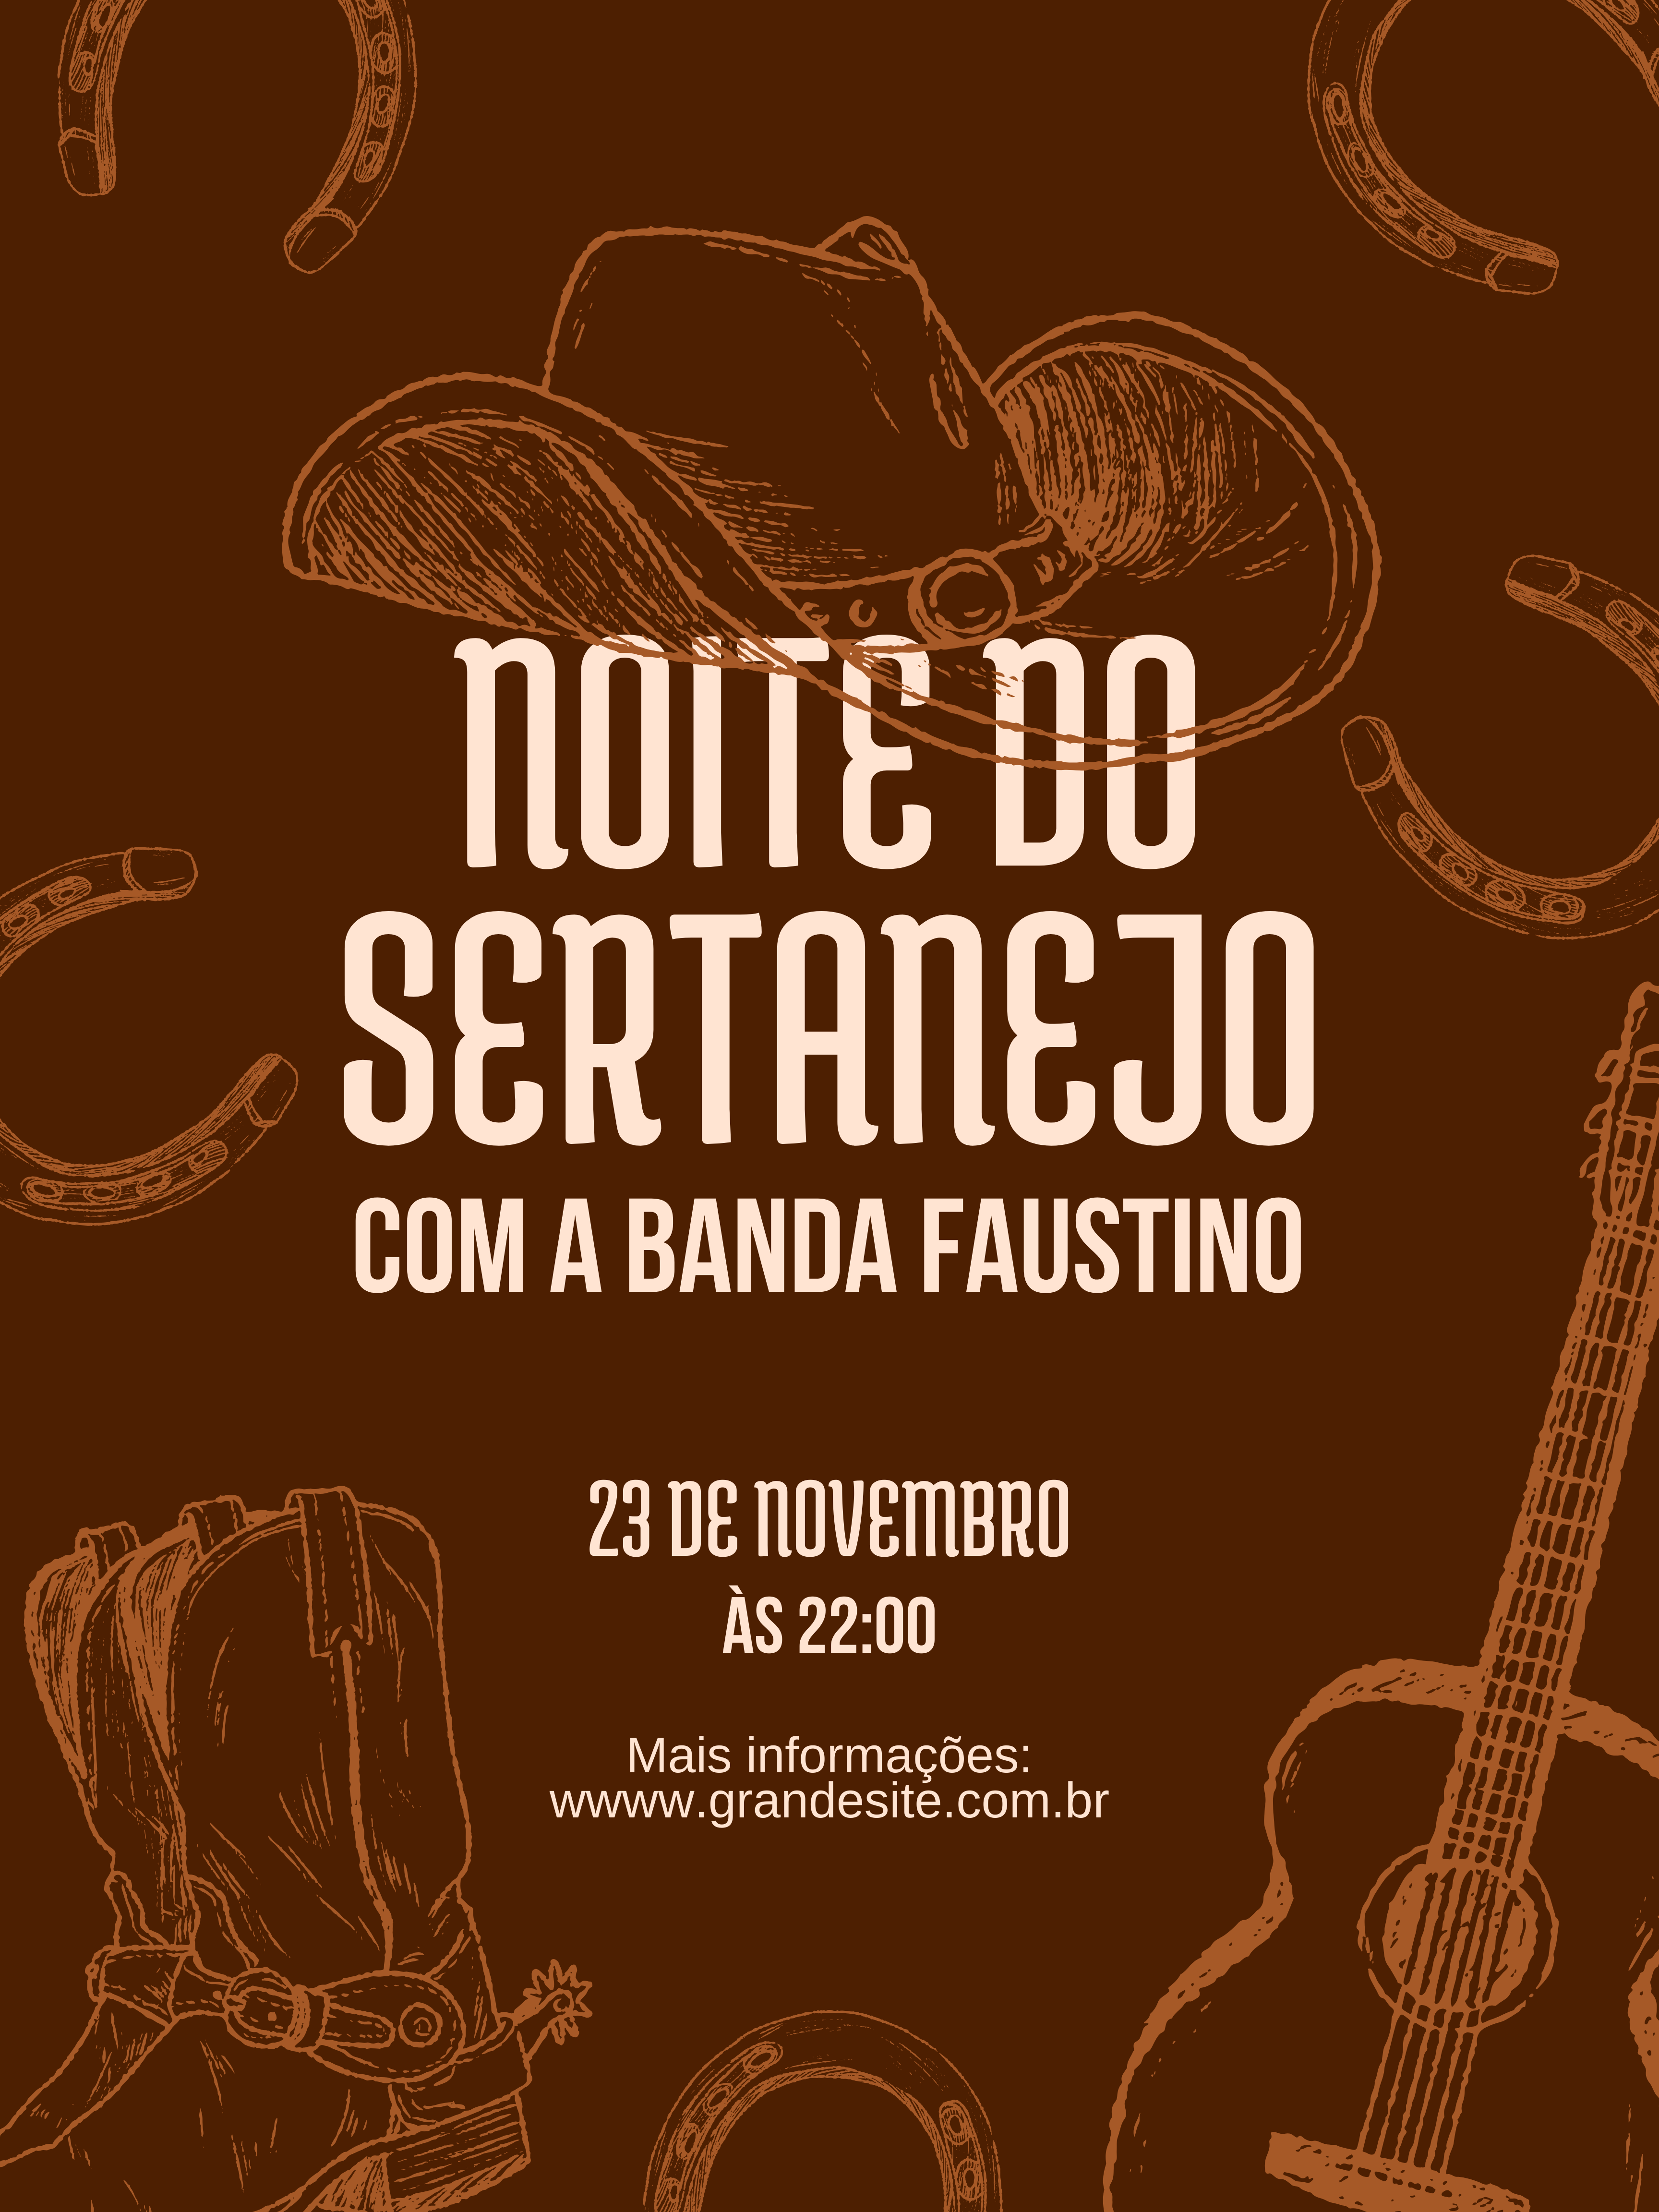 NOITE DO
SERTANEJO
COM A BANDA FAUSTINO
23 DE NOVEMBRO
ÀS 22:00
Mais informações:
wwww.grandesite.com.br